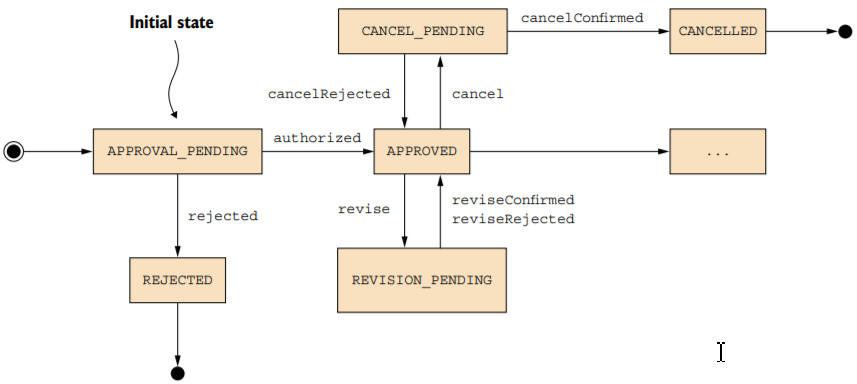 Initial state
CANCEL_PENDING
cancelConfirmed
CANCELLED
cancelRejected
cancel
APPROVAL_PENDING
authorized
APPROVED
...
rejected
revise
reviseConfirmed
reviseRejected
REJECTED
REVISION_PENDING